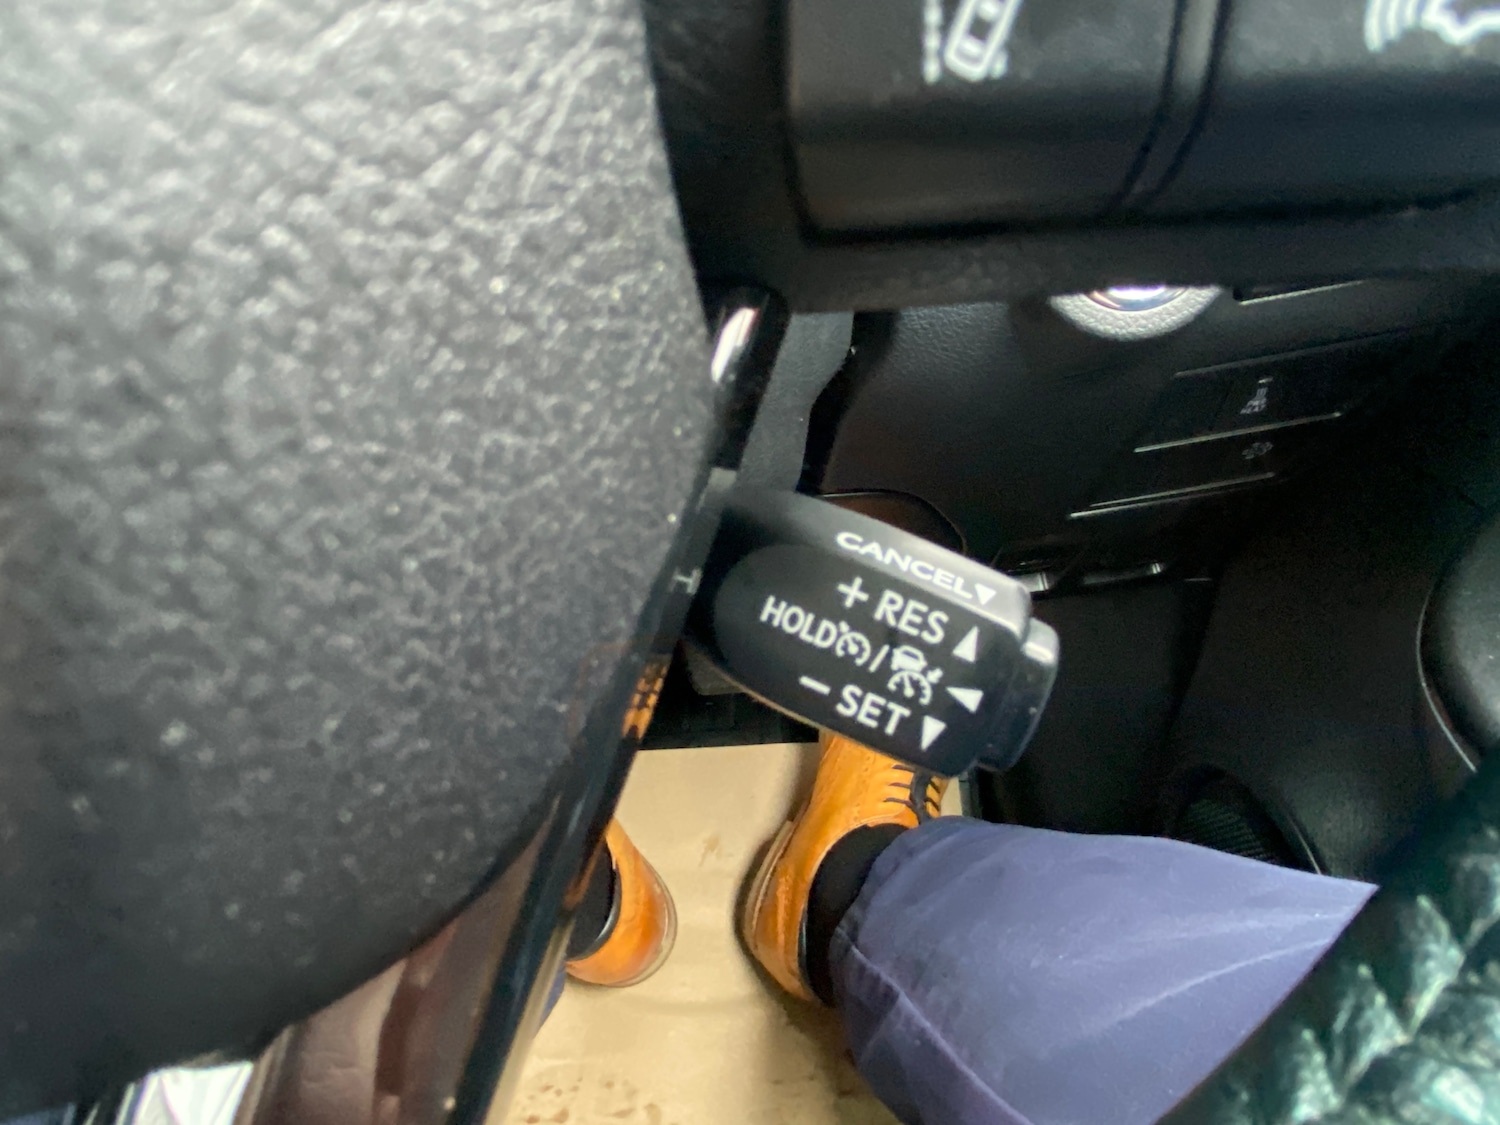 CANCEL▼
+ RES ▲
HOLD / ◀
− SET ▼